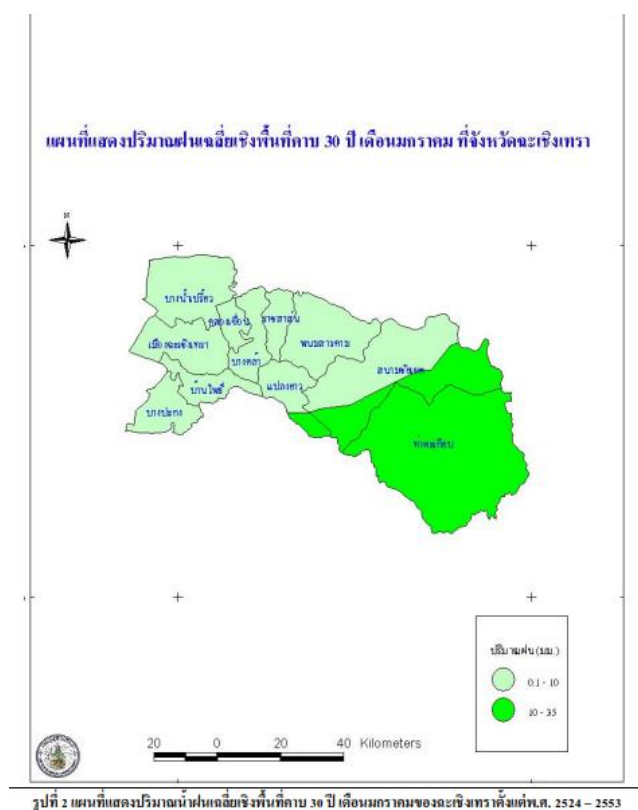 แผนที่แสดงปริมาณฝนเฉลี่ยเชิงพื้นที่คาบ 30 ปี เดือนมกราคม ที่จังหวัดฉะเชิงเทรา
N
บางน้ำเปรี้ยว
คลองเขื่อน
ราชสาส์น
เมืองฉะเชิงเทรา
พนมสารคาม
บางคล้า
สนามชัยเขต
บ้านโพธิ์
แปลงยาว
บางปะกง
ท่าตะเกียบ
ปริมาณฝน (มม.)
0.1 - 10
10 - 35
20 0 20 40 Kilometers
รูปที่ 2 แผนที่แสดงปริมาณน้ำฝนเฉลี่ยเชิงพื้นที่คาบ 30 ปี เดือนมกราคมของฉะเชิงเทราตั้งแต่พ.ศ. 2524 – 2553